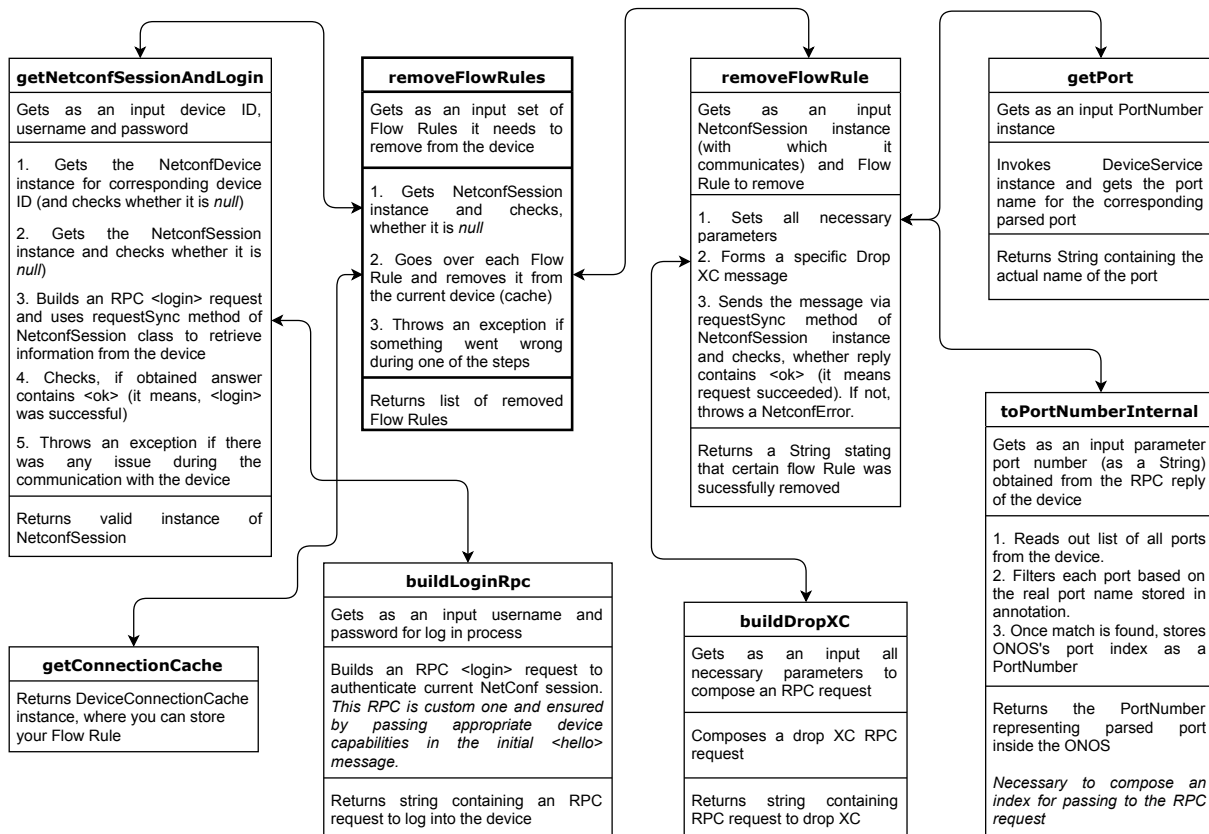 getNetconfSessionAndLogin
Gets as an input device ID,
username and password
1. Gets the NetconfDevice
instance for corresponding device
ID (and checks whether it is null)
2. Gets the NetconfSession
instance and checks whether it is
null)
3. Builds an RPC <login> request
and uses requestSync method of
NetconfSession class to retrieve
information from the device
4. Checks, if obtained answer
contains <ok> (it means, <login>
was successful)
5. Throws an exception if there
was any issue during the
communication with the device
Returns valid instance of
NetconfSession
removeFlowRules
Gets as an input set of
Flow Rules it needs to
remove from the device
1. Gets NetconfSession
instance and checks,
whether it is null
2. Goes over each Flow
Rule and removes it from
the current device (cache)
3. Throws an exception if
something went wrong
during one of the steps
Returns list of removed
Flow Rules
removeFlowRule
Gets as an input
NetconfSession instance
(with which it
communicates) and Flow
Rule to remove
1. Sets all necessary
parameters
2. Forms a specific Drop
XC message
3. Sends the message via
requestSync method of
NetconfSession instance
and checks, whether reply
contains <ok> (it means
request succeeded). If not,
throws a NetconfError.
Returns a String stating
that certain flow Rule was
sucessfully removed
getPort
Gets as an input PortNumber
instance
Invokes DeviceService
instance and gets the port
name for the corresponding
parsed port
Returns String containing the
actual name of the port
toPortNumberInternal
Gets as an input parameter
port number (as a String)
obtained from the RPC reply
of the device
1. Reads out list of all ports
from the device.
2. Filters each port based on
the real port name stored in
annotation.
3. Once match is found, stores
ONOS's port index as a
PortNumber
Returns the PortNumber
representing parsed port
inside the ONOS
Necessary to compose an
index for passing to the RPC
request
getConnectionCache
Returns DeviceConnectionCache
instance, where you can store
your Flow Rule
buildLoginRpc
Gets as an input username and
password for log in process
Builds an RPC <login> request to
authenticate current NetConf session.
This RPC is custom one and ensured
by passing appropriate device
capabilities in the initial <hello>
message.
Returns string containing an RPC
request to log into the device
buildDropXC
Gets as an input all
necessary parameters to
compose an RPC request
Composes a drop XC RPC
request
Returns string containing
RPC request to drop XC